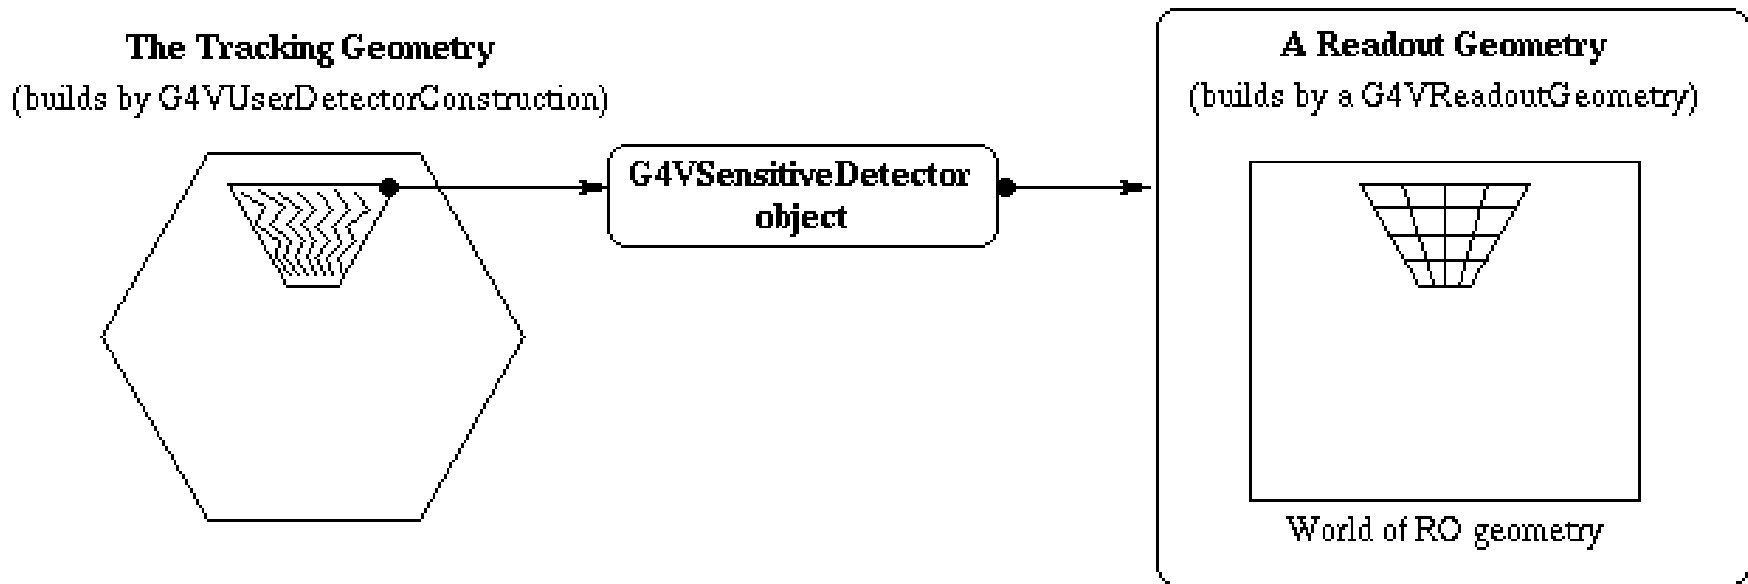 The Tracking Geometry
(builds by G4VUserDetectorConstruction)
G4VSensitiveDetector
object
A Readout Geometry
(builds by a G4VReadoutGeometry)
World of RO geometry